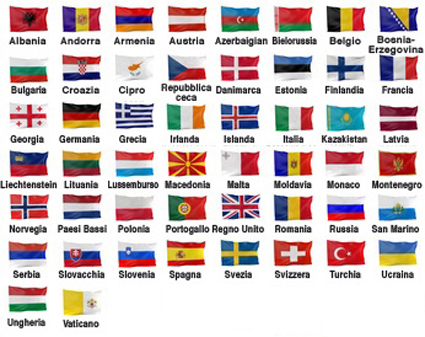 Albania Andorra Armenia Austria Azerbaigian Bielorussia Belgio Bosnia-
Erzegovina
Bulgaria Croazia Cipro Repubblica Danimarca Estonia Finlandia Francia
ceca
Georgia Germania Grecia Irlanda Islanda Italia Kazakistan Latvia
Liechtenstein Lituania Lussemburso Macedonia Malta Moldavia Monaco Montenegro
Norvegia Paesi Bassi Polonia Portogallo Regno Unito Romania Russia San Marino
Serbia Slovacchia Slovenia Spagna Svezia Svizzera Turchia Ucraina
Ungheria Vaticano